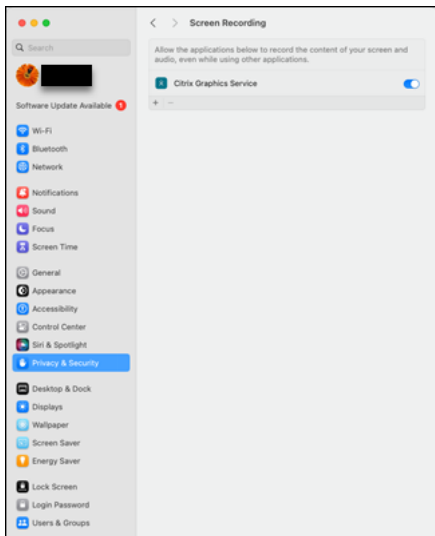 Screen Recording
Search
Software Update Available 1
Wi-Fi
Bluetooth
Network
Notifications
Sound
Focus
Screen Time
General
Appearance
Accessibility
Control Center
Siri & Spotlight
Privacy & Security
Desktop & Dock
Displays
Wallpaper
Screen Saver
Energy Saver
Lock Screen
Login Password
Users & Groups
Allow the applications below to record the content of your screen and
audio, even while using other applications.
Citrix Graphics Service